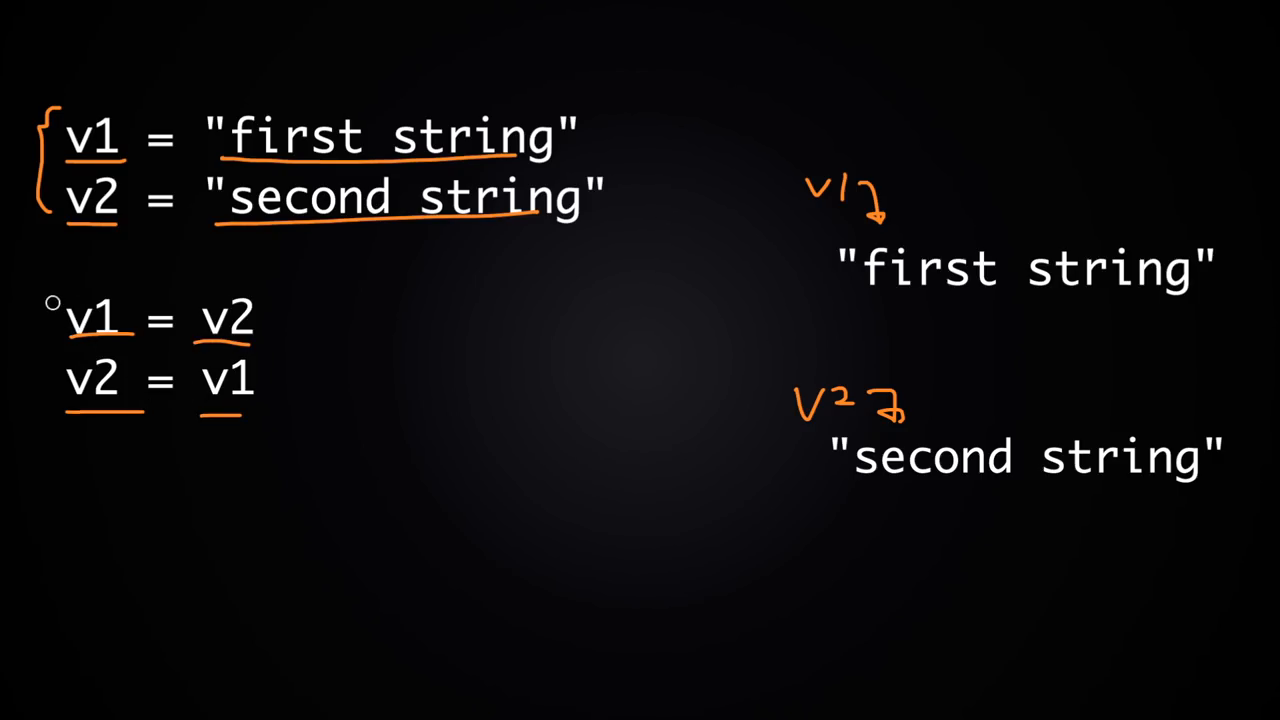 v1 = "first string"
v2 = "second string"
v1 = v2
v2 = v1
v1
"first string"
v2
"second string"